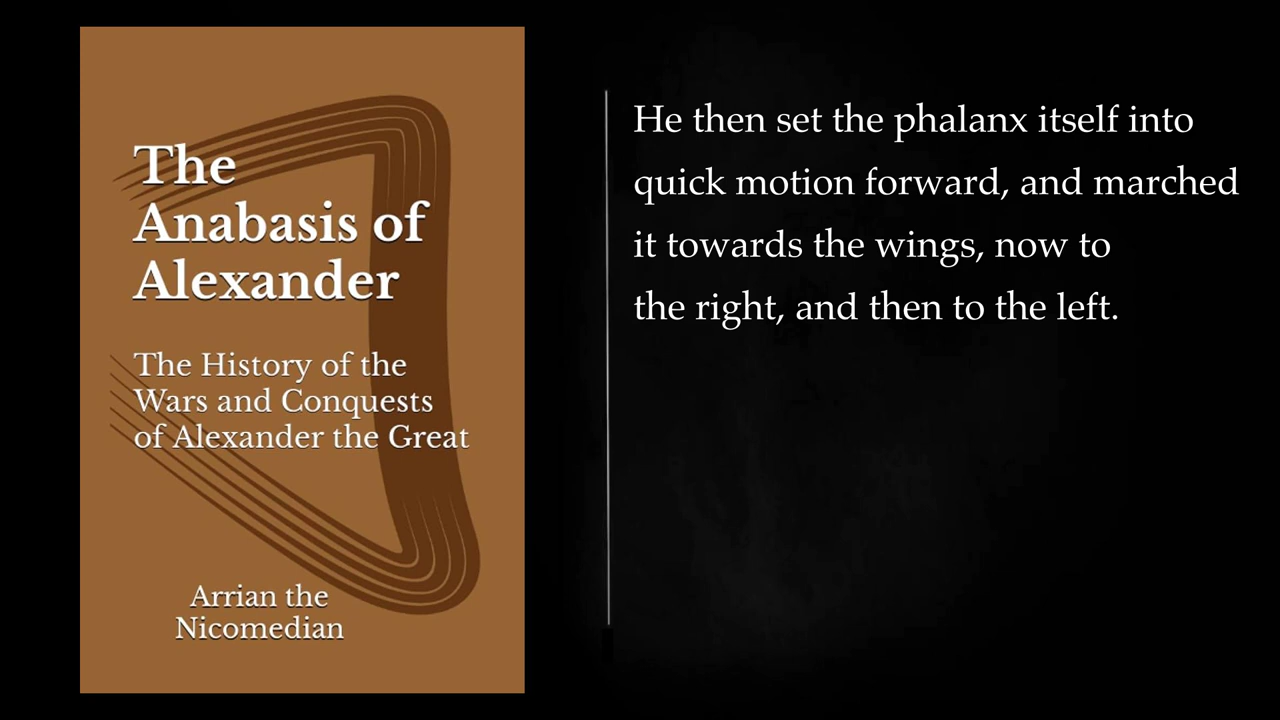 The
Anabasis of
Alexander
The History of the
Wars and Conquests
of Alexander the Great
Arrian the
Nicomedian
He then set the phalanx itself into
quick motion forward, and marched
it towards the wings, now to
the right, and then to the left.